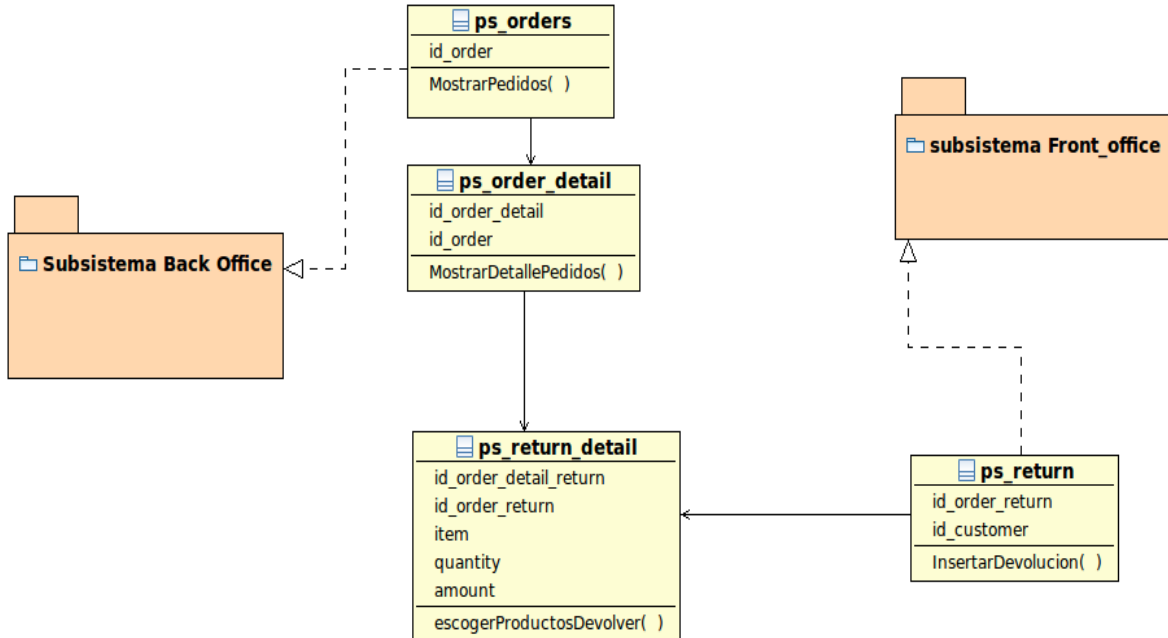 ps_orders
id_order
MostrarPedidos( )
subsistema Front_office
ps_order_detail
id_order_detail
id_order
MostrarDetallePedidos( )
Subsistema Back Office
ps_return_detail
id_order_detail_return
id_order_return
item
quantity
amount
escogerProductosDevolver( )
ps_return
id_order_return
id_customer
InsertarDevolucion( )